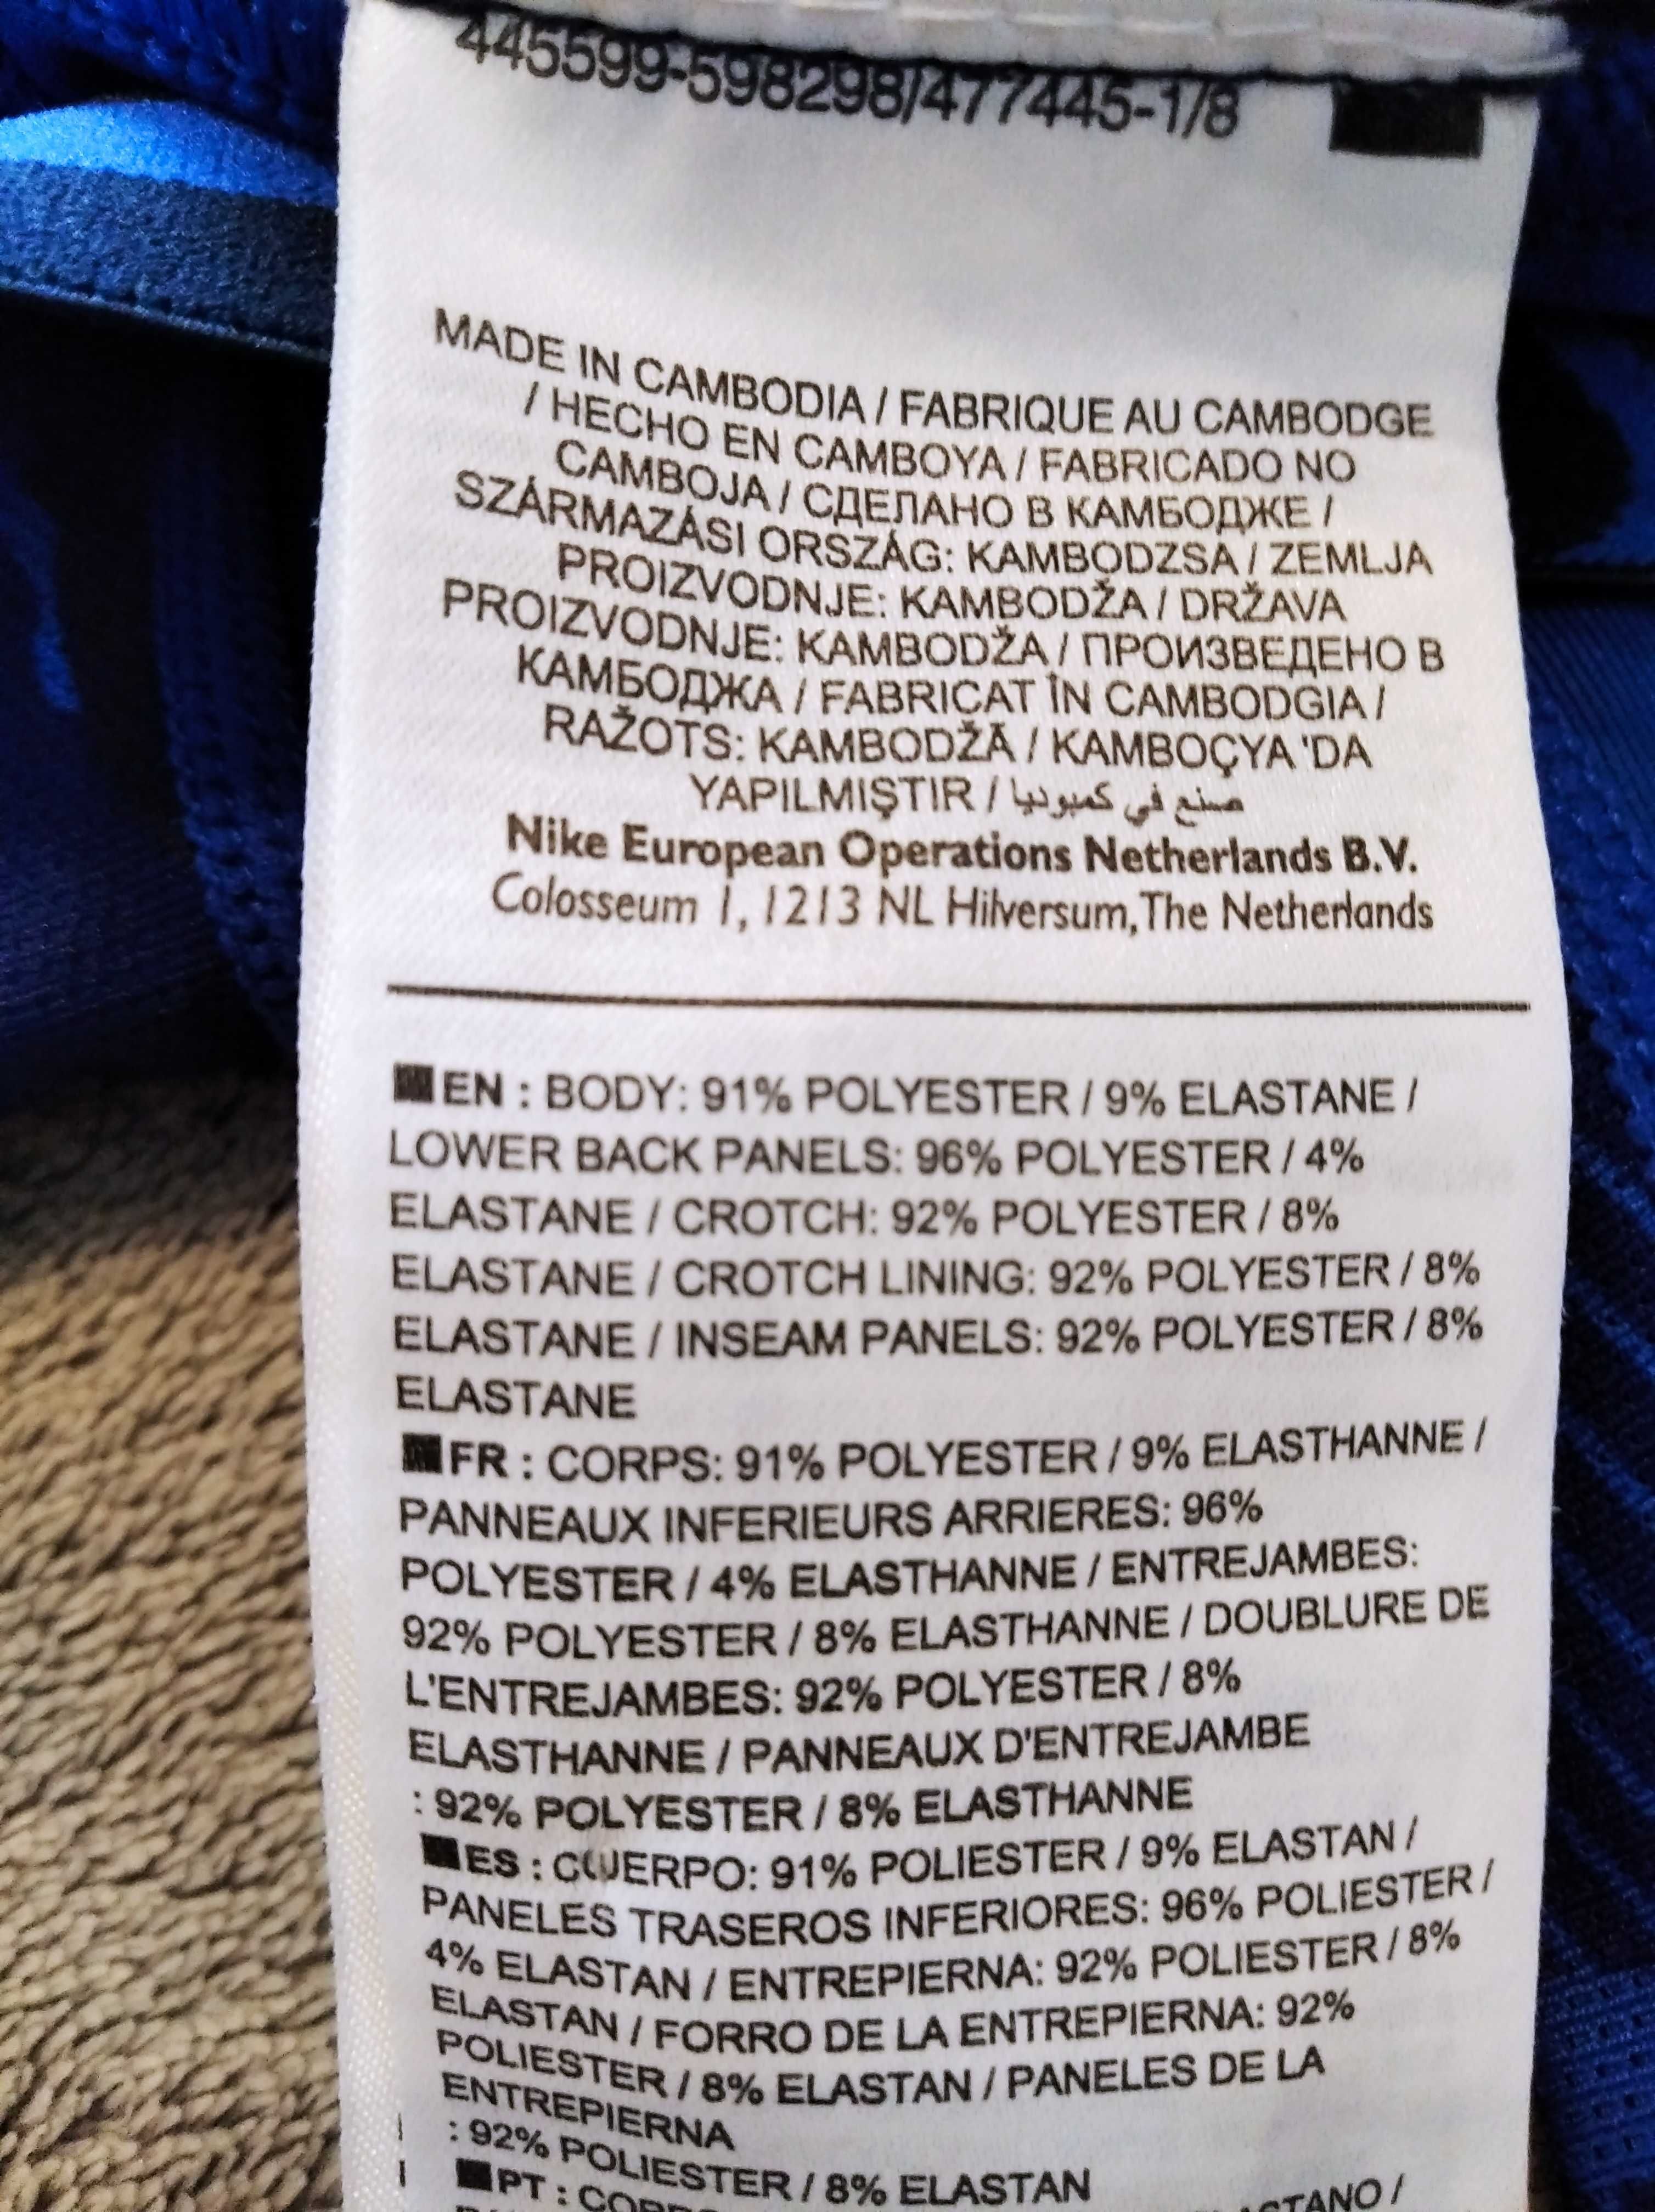 445599-598298/477445-1/8
MADE IN CAMBODIA / FABRIQUE AU CAMBODGE
/ HECHO EN CAMBOYA / FABRICADO NO
CAMBOJA / СДЕЛАНО В КАМБОДЖЕ /
SZÁRMAZÁSI ORSZÁG: KAMBODZSA / ZEMLJA
PROIZVODNJE: KAMBODŽA / DRŽAVA
PROIZVODNJE: KAMBODŽA / ПРОИЗВЕДЕНО В
КАМБОДЖА / FABRICAT ÎN CAMBODGIA /
RAŽOTS: KAMBODŽĀ / KAMBOÇYA 'DA
YAPILMIŞTIR / صنع في كمبوديا
Nike European Operations Netherlands B.V.
Colosseum 1, 1213 NL Hilversum, The Netherlands
EN : BODY: 91% POLYESTER / 9% ELASTANE /
LOWER BACK PANELS: 96% POLYESTER / 4%
ELASTANE / CROTCH: 92% POLYESTER / 8%
ELASTANE / CROTCH LINING: 92% POLYESTER / 8%
ELASTANE / INSEAM PANELS: 92% POLYESTER / 8%
ELASTANE
FR : CORPS: 91% POLYESTER / 9% ELASTHANNE /
PANNEAUX INFERIEURS ARRIERES: 96%
POLYESTER / 4% ELASTHANNE / ENTREJAMBES:
92% POLYESTER / 8% ELASTHANNE / DOUBLURE DE
L'ENTREJAMBES: 92% POLYESTER / 8%
ELASTHANNE / PANNEAUX D'ENTREJAMBE
: 92% POLYESTER / 8% ELASTHANNE
ES : CUERPO: 91% POLIESTER / 9% ELASTAN /
PANELES TRASEROS INFERIORES: 96% POLIESTER /
4% ELASTAN / ENTREPIERNA: 92% POLIESTER / 8%
ELASTAN / FORRO DE LA ENTREPIERNA: 92%
POLIESTER / 8% ELASTAN / PANELES DE LA
ENTREPIERNA
: 92% POLIESTER / 8% ELASTAN
PT :